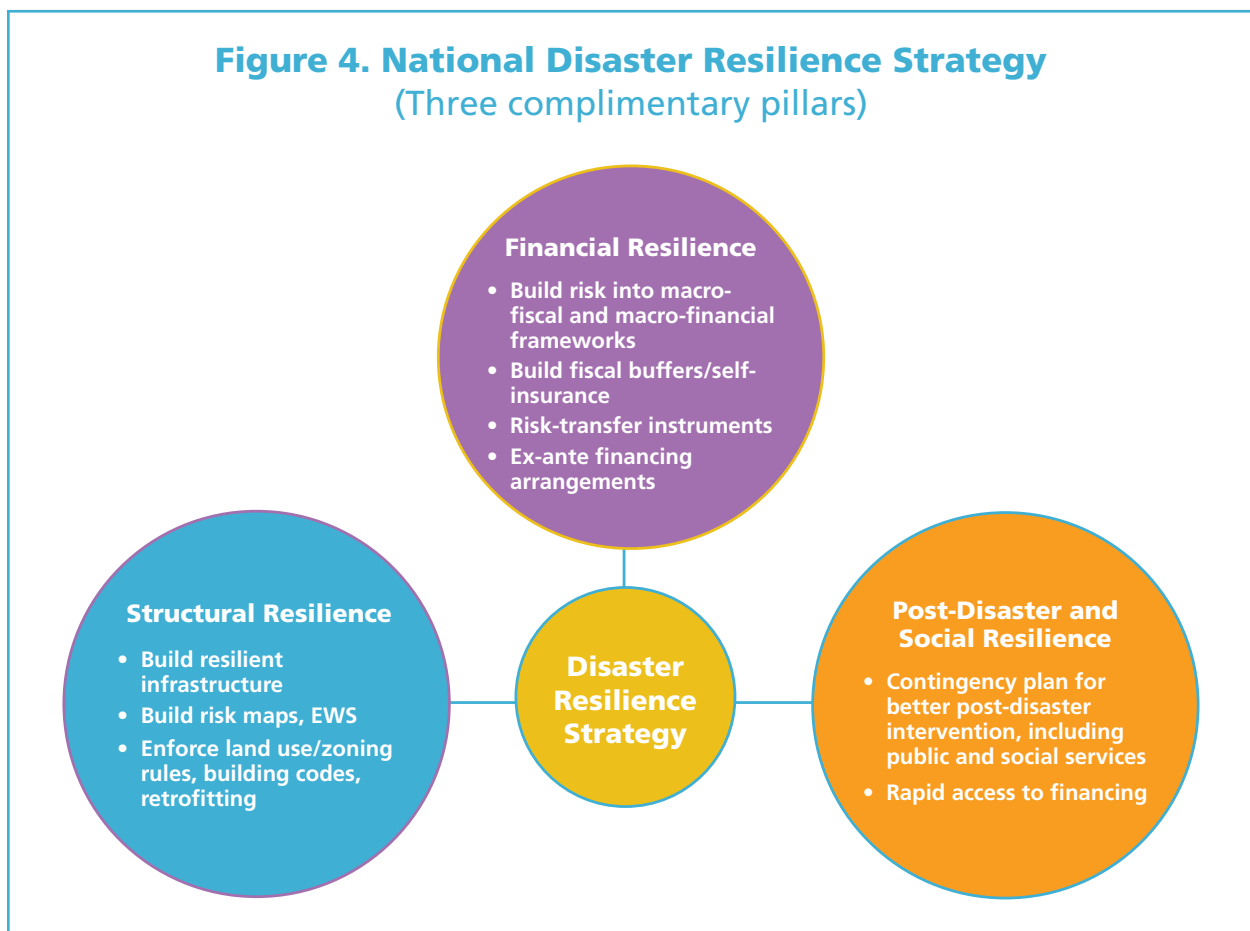 Figure 4. National Disaster Resilience Strategy
(Three complimentary pillars)
Financial Resilience
• Build risk into macro-
fiscal and macro-financial
frameworks
• Build fiscal buffers/self-
insurance
• Risk-transfer instruments
• Ex-ante financing
arrangements
Structural Resilience
• Build resilient
infrastructure
• Build risk maps, EWS
• Enforce land use/zoning
rules, building codes,
retrofitting
Disaster
Resilience
Strategy
Post-Disaster and
Social Resilience
• Contingency plan for
better post-disaster
intervention, including
public and social services
• Rapid access to financing